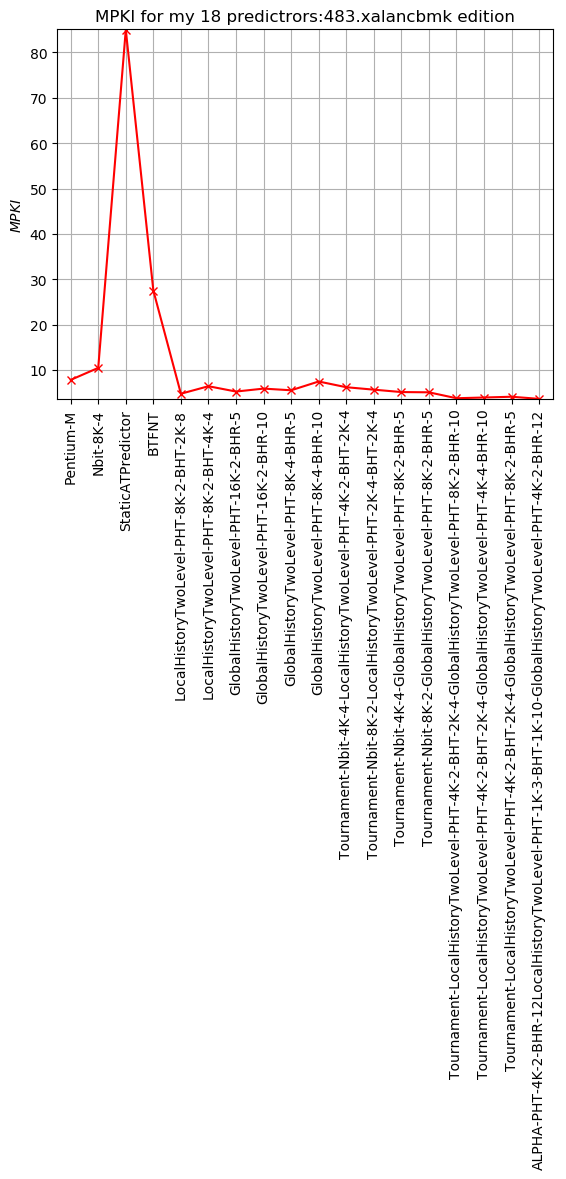 MPKI for my 18 predictrors:483.xalancbmk edition
MPKI
80
70
60
50
40
30
20
10
Pentium-M
Nbit-8K-4
StaticATPredictor
BTFNT
LocalHistoryTwoLevel-PHT-8K-2-BHT-2K-8
LocalHistoryTwoLevel-PHT-8K-2-BHT-4K-4
GlobalHistoryTwoLevel-PHT-16K-2-BHR-5
GlobalHistoryTwoLevel-PHT-16K-2-BHR-10
GlobalHistoryTwoLevel-PHT-8K-4-BHR-5
GlobalHistoryTwoLevel-PHT-8K-4-BHR-10
Tournament-Nbit-4K-4-LocalHistoryTwoLevel-PHT-4K-2-BHT-2K-4
Tournament-Nbit-8K-2-LocalHistoryTwoLevel-PHT-2K-4-BHT-2K-4
Tournament-Nbit-4K-4-GlobalHistoryTwoLevel-PHT-8K-2-BHR-5
Tournament-Nbit-8K-2-GlobalHistoryTwoLevel-PHT-8K-2-BHR-5
Tournament-LocalHistoryTwoLevel-PHT-4K-2-BHT-2K-4-GlobalHistoryTwoLevel-PHT-8K-2-BHR-10
Tournament-LocalHistoryTwoLevel-PHT-4K-2-BHT-2K-4-GlobalHistoryTwoLevel-PHT-4K-4-BHR-10
Tournament-LocalHistoryTwoLevel-PHT-4K-2-BHT-2K-4-GlobalHistoryTwoLevel-PHT-8K-2-BHR-5
ALPHA-PHT-4K-2-BHR-12LocalHistoryTwoLevel-PHT-1K-3-BHT-1K-10-GlobalHistoryTwoLevel-PHT-4K-2-BHR-12